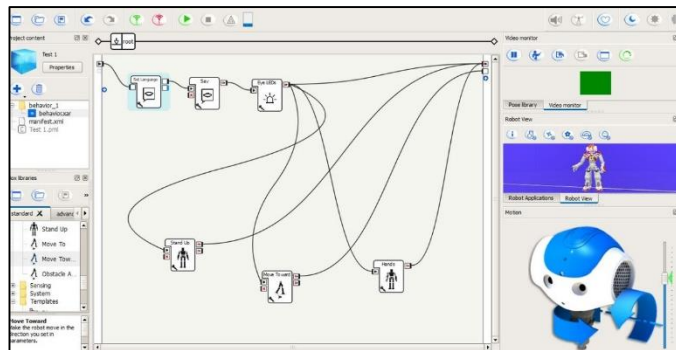 Project content
root
Test 1
Properties
behavior_1
behavior.xar
manifest.xml
Test 1.pml
Box libraries
standard
advan
Stand Up
Move To
Move Tow...
Obstacle A...
Sensing
System
Templates
Move Toward
Make the robot move in the
direction you set in
parameters.
Set Language
Say
Eye LEDs
Stand Up
Move Toward
Hands
Video monitor
Pose library
Video monitor
Robot View
Robot Applications
Robot View
Motion